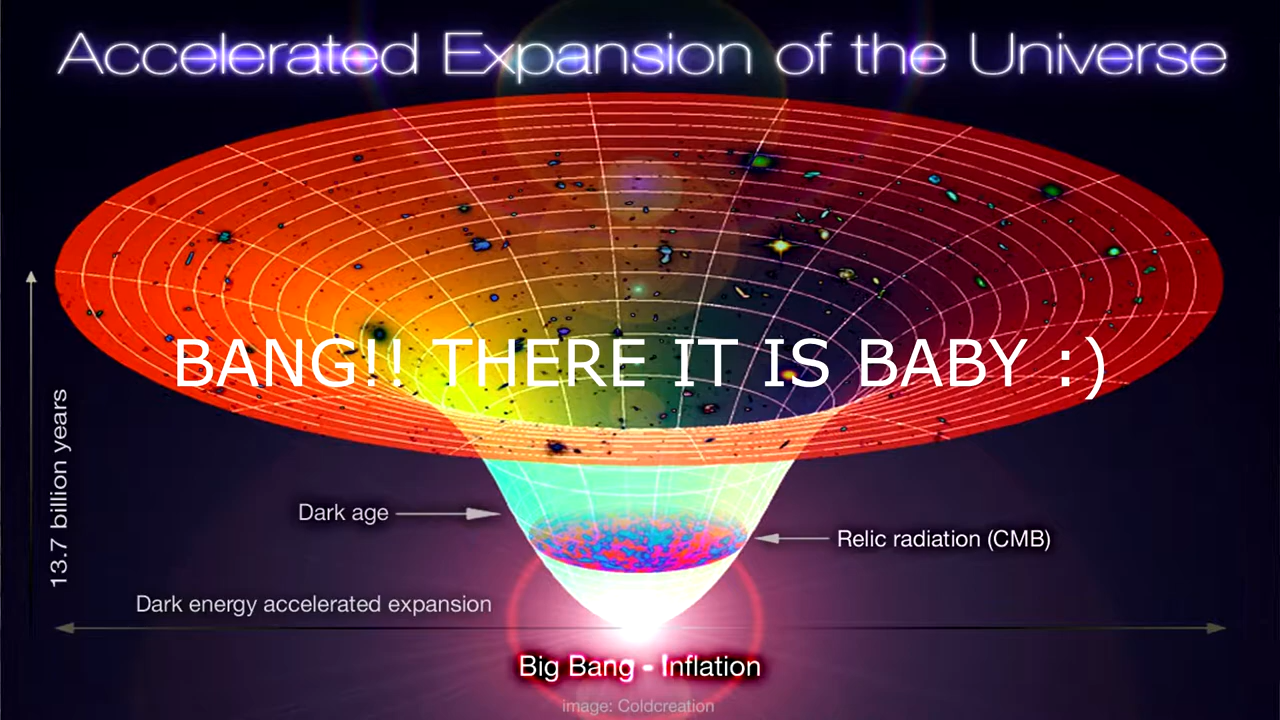 Accelerated Expansion of the Universe
BANG!! THERE IT IS BABY :)
13.7 billion years
Dark age
Relic radiation (CMB)
Dark energy accelerated expansion
Big Bang - Inflation
image: Coldcreation